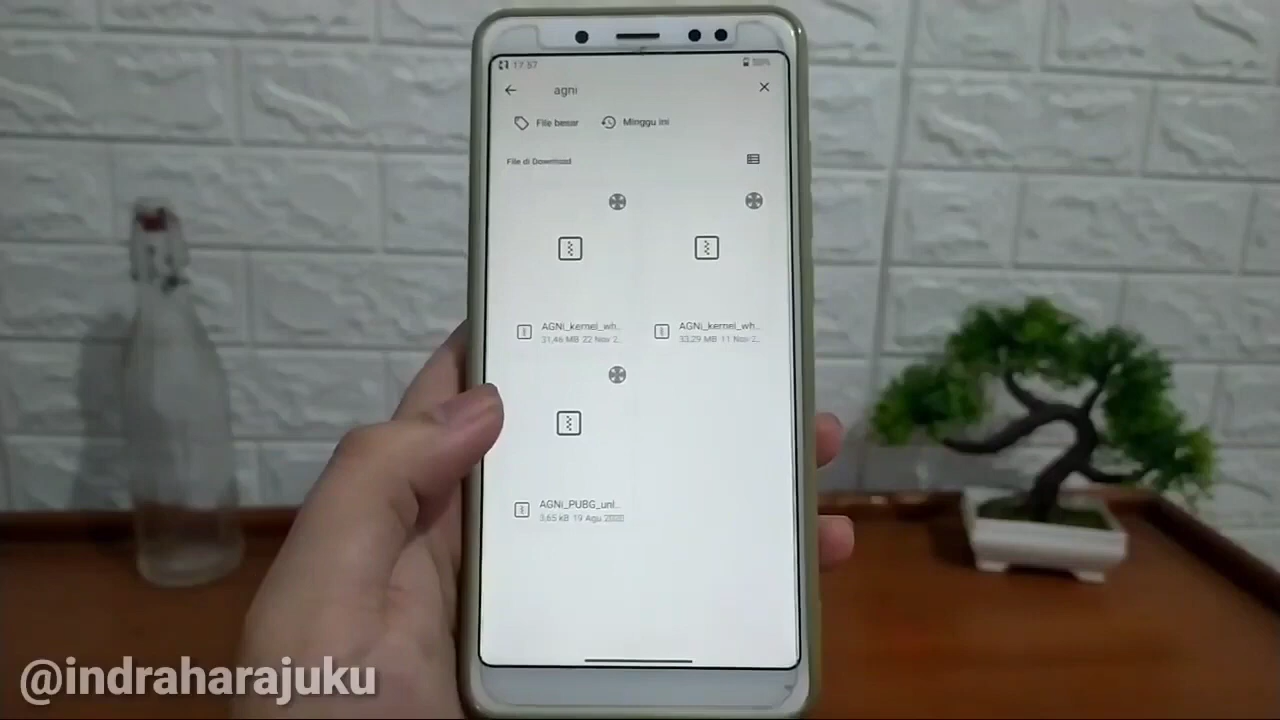 17.57
agni
File besar Minggu ini
File di Download
AGNi_kernel_wh.. AGNi_kernel_wh..
31,46 MB 22 Nov 2.. 33,29 MB 11 Nov 2..
AGNi_PUBG_unl..
3,65 kB 19 Agu 2020
@indraharajuku